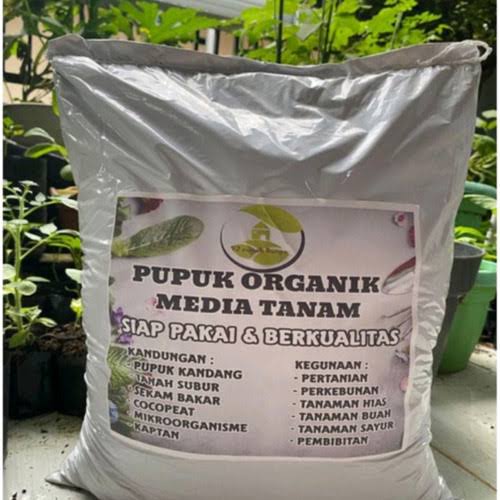 PUPUK ORGANIK
MEDIA TANAM
SIAP PAKAI & BERKUALITAS
KANDUNGAN :
- PUPUK KANDANG
- TANAH SUBUR
- SEKAM BAKAR
- COCOPEAT
- MIKROORGANISME
- KAPTAN
KEGUNAAN :
- PERTANIAN
- PERKEBUNAN
- TANAMAN HIAS
- TANAMAN BUAH
- TANAMAN SAYUR
- PEMBIBITAN